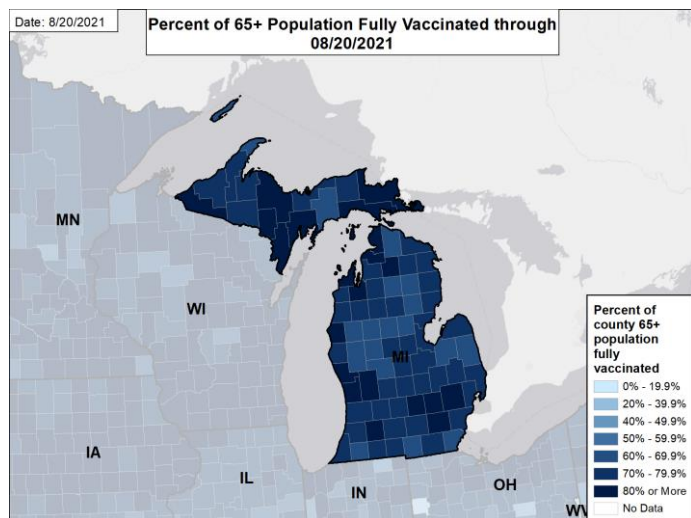 Date: 8/20/2021
Percent of 65+ Population Fully Vaccinated through
08/20/2021
MN
WI
MI
IA
IL
IN
OH
WV
Percent of
county 65+
population
fully
vaccinated
0% - 19.9%
20% - 39.9%
40% - 49.9%
50% - 59.9%
60% - 69.9%
70% - 79.9%
80% or More
No Data